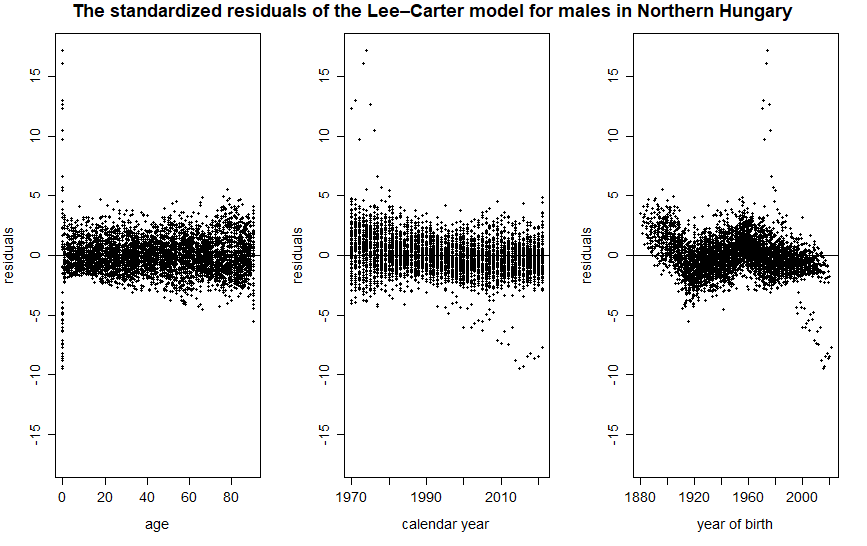 The standardized residuals of the Lee–Carter model for males in Northern Hungary
residuals
15
10
5
0
-5
-10
-15
0 20 40 60 80
age
residuals
15
10
5
0
-5
-10
-15
1970 1990 2010
calendar year
residuals
15
10
5
0
-5
-10
-15
1880 1920 1960 2000
year of birth